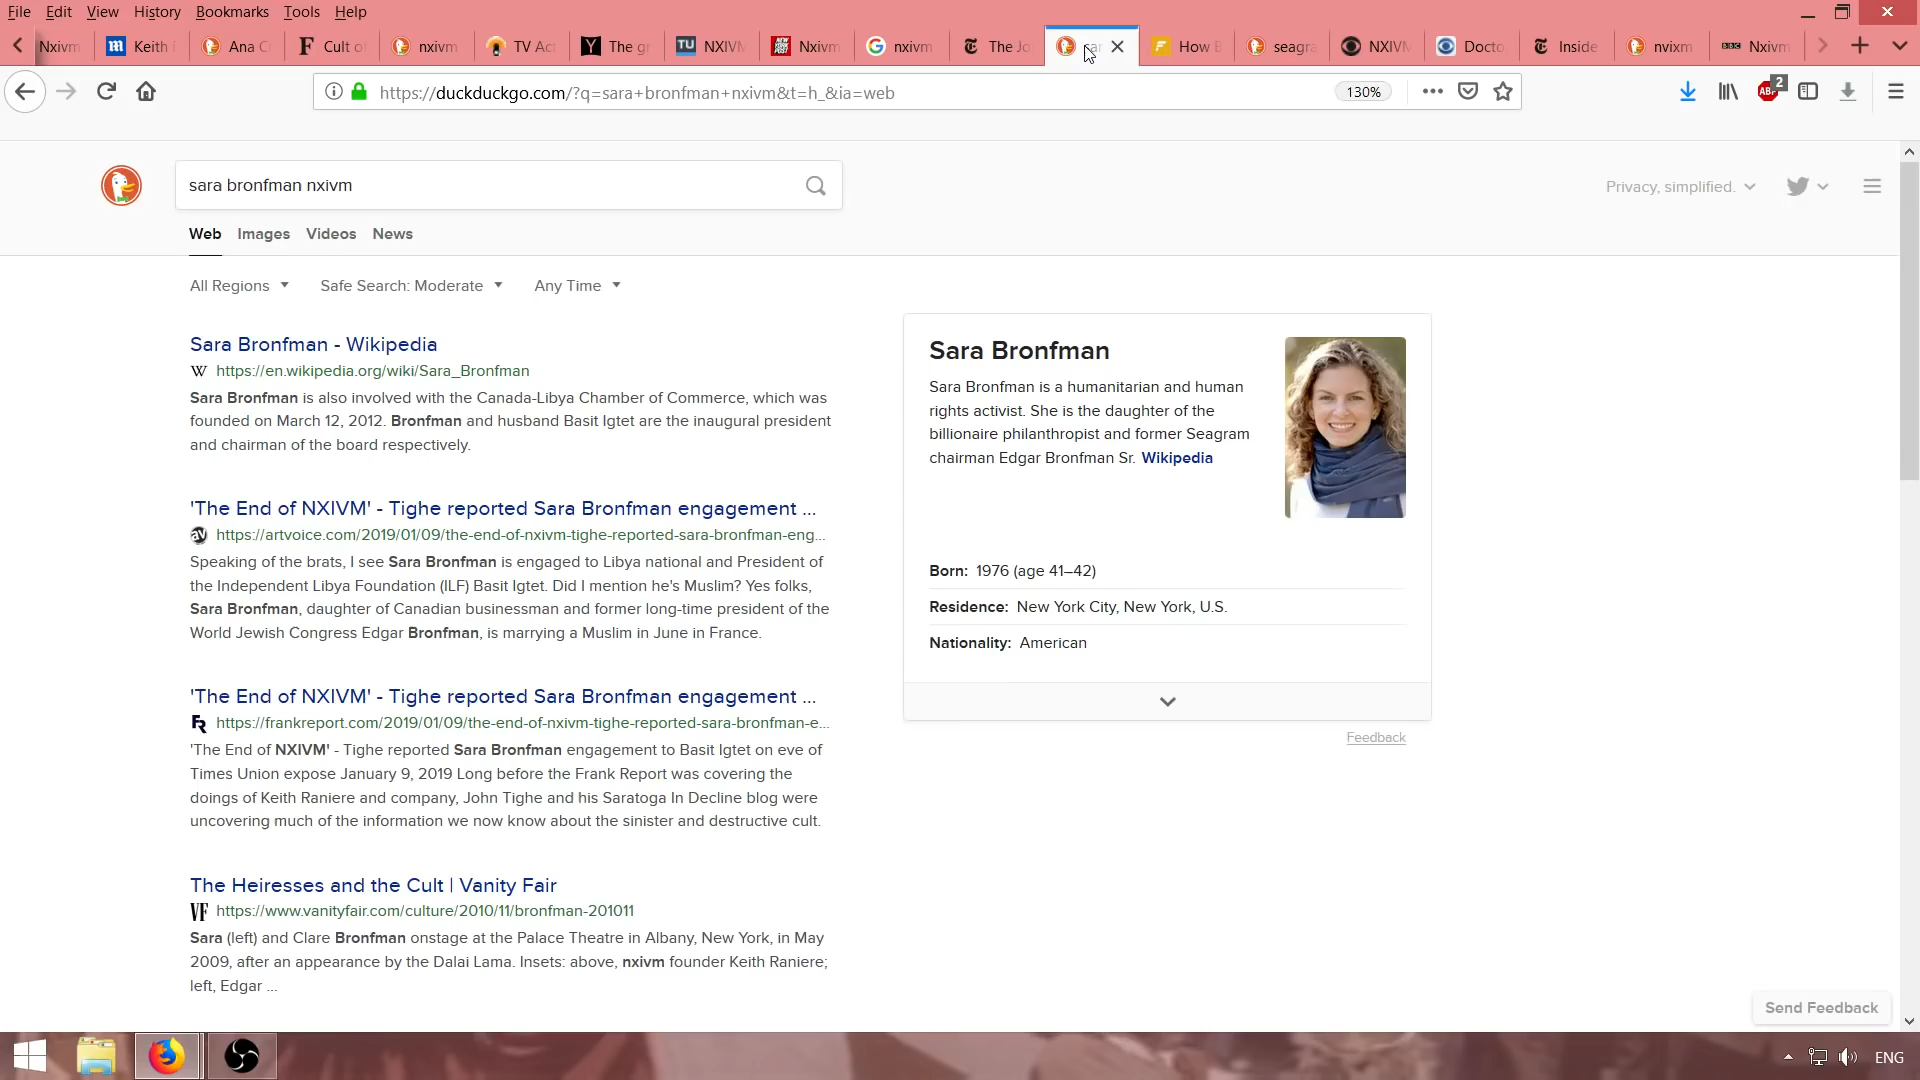 File Edit View History Bookmarks Tools Help
Nxivm Keith Ana C Cult o nxivm TV Ac The g NXIVM Nxivm nxivm The Jo sar How B seagra NXIVM Docto Inside nvixm BBC Nxivm
https://duckduckgo.com/?q=sara+bronfman+nxivm&t=h_&ia=web 130% ABP 2
sara bronfman nxivm
Privacy, simplified.
Web Images Videos News
All Regions Safe Search: Moderate Any Time
Sara Bronfman - Wikipedia
W https://en.wikipedia.org/wiki/Sara_Bronfman
Sara Bronfman is also involved with the Canada-Libya Chamber of Commerce, which was
founded on March 12, 2012. Bronfman and husband Basit Igtet are the inaugural president
and chairman of the board respectively.
'The End of NXIVM' - Tighe reported Sara Bronfman engagement ...
av https://artvoice.com/2019/01/09/the-end-of-nxivm-tighe-reported-sara-bronfman-eng...
Speaking of the brats, I see Sara Bronfman is engaged to Libya national and President of
the Independent Libya Foundation (ILF) Basit Igtet. Did I mention he's Muslim? Yes folks,
Sara Bronfman, daughter of Canadian businessman and former long-time president of the
World Jewish Congress Edgar Bronfman, is marrying a Muslim in June in France.
'The End of NXIVM' - Tighe reported Sara Bronfman engagement ...
FR https://frankreport.com/2019/01/09/the-end-of-nxivm-tighe-reported-sara-bronfman-e...
'The End of NXIVM' - Tighe reported Sara Bronfman engagement to Basit Igtet on eve of
Times Union expose January 9, 2019 Long before the Frank Report was covering the
doings of Keith Raniere and company, John Tighe and his Saratoga In Decline blog were
uncovering much of the information we now know about the sinister and destructive cult.
The Heiresses and the Cult | Vanity Fair
VF https://www.vanityfair.com/culture/2010/11/bronfman-201011
Sara (left) and Clare Bronfman onstage at the Palace Theatre in Albany, New York, in May
2009, after an appearance by the Dalai Lama. Insets: above, nxivm founder Keith Raniere;
left, Edgar ...
Sara Bronfman
Sara Bronfman is a humanitarian and human
rights activist. She is the daughter of the
billionaire philanthropist and former Seagram
chairman Edgar Bronfman Sr. Wikipedia
Born: 1976 (age 41–42)
Residence: New York City, New York, U.S.
Nationality: American
Feedback
Send Feedback
ENG